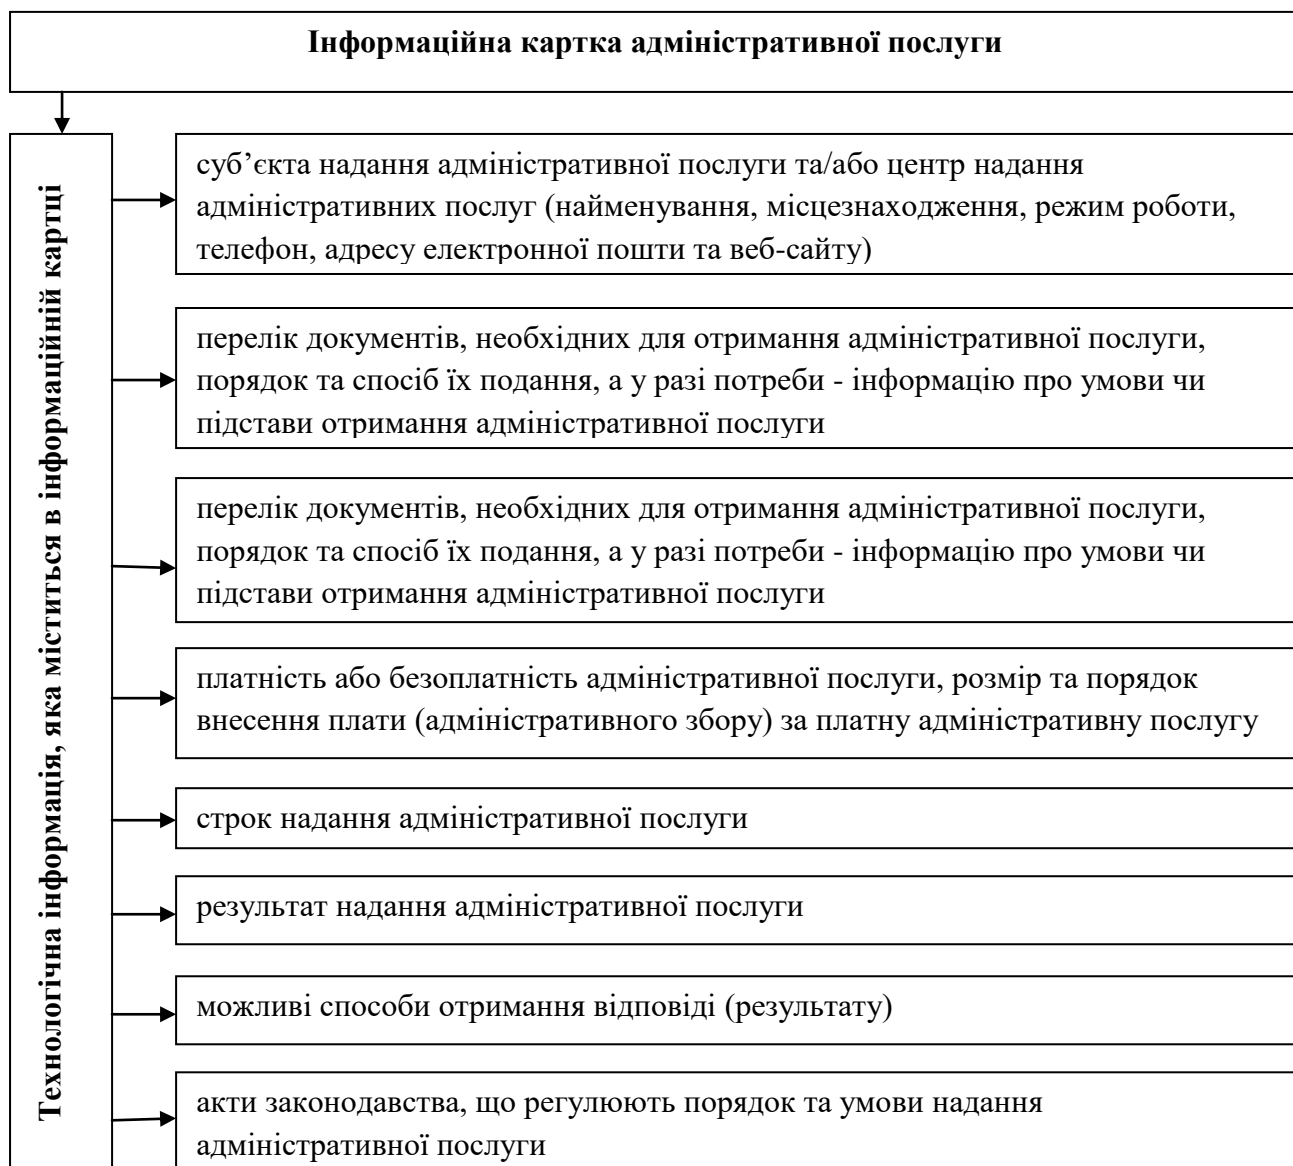 Інформаційна картка адміністративної послуги
Технологічна інформація, яка міститься в інформаційній картці
суб’єкта надання адміністративної послуги та/або центр надання
адміністративних послуг (найменування, місцезнаходження, режим роботи,
телефон, адресу електронної пошти та веб-сайту)
перелік документів, необхідних для отримання адміністративної послуги,
порядок та спосіб їх подання, а у разі потреби - інформацію про умови чи
підстави отримання адміністративної послуги
перелік документів, необхідних для отримання адміністративної послуги,
порядок та спосіб їх подання, а у разі потреби - інформацію про умови чи
підстави отримання адміністративної послуги
платність або безоплатність адміністративної послуги, розмір та порядок
внесення плати (адміністративного збору) за платну адміністративну послугу
строк надання адміністративної послуги
результат надання адміністративної послуги
можливі способи отримання відповіді (результату)
акти законодавства, що регулюють порядок та умови надання
адміністративної послуги